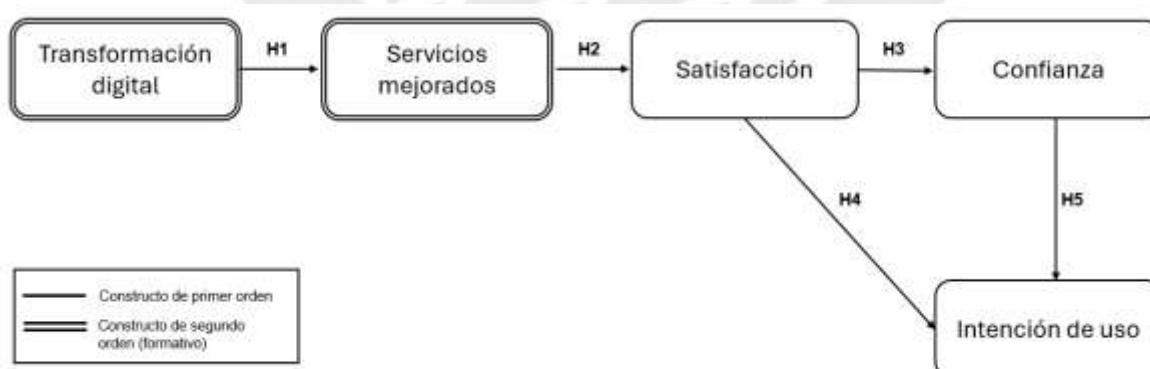 Transformación
digital
H1
Servicios
mejorados
H2
Satisfacción
H3
Confianza
H4
H5
Intención de uso
Constructo de primer orden
Constructo de segundo
orden (formativo)